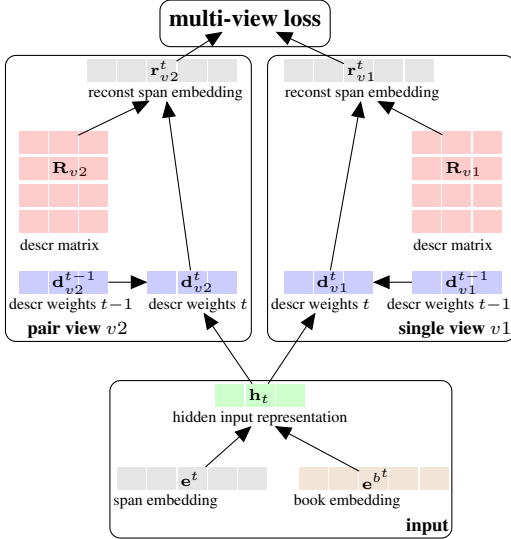 multi-view loss
r^t_{v2}
reconst span embedding
R_{v2}
descr matrix
d^{t−1}_{v2}
descr weights t−1
d^t_{v2}
descr weights t
pair view v2
r^t_{v1}
reconst span embedding
R_{v1}
descr matrix
d^t_{v1}
descr weights t
d^{t−1}_{v1}
descr weights t−1
single view v1
h_t
hidden input representation
e^t
span embedding
e^{b^t}
book embedding
input